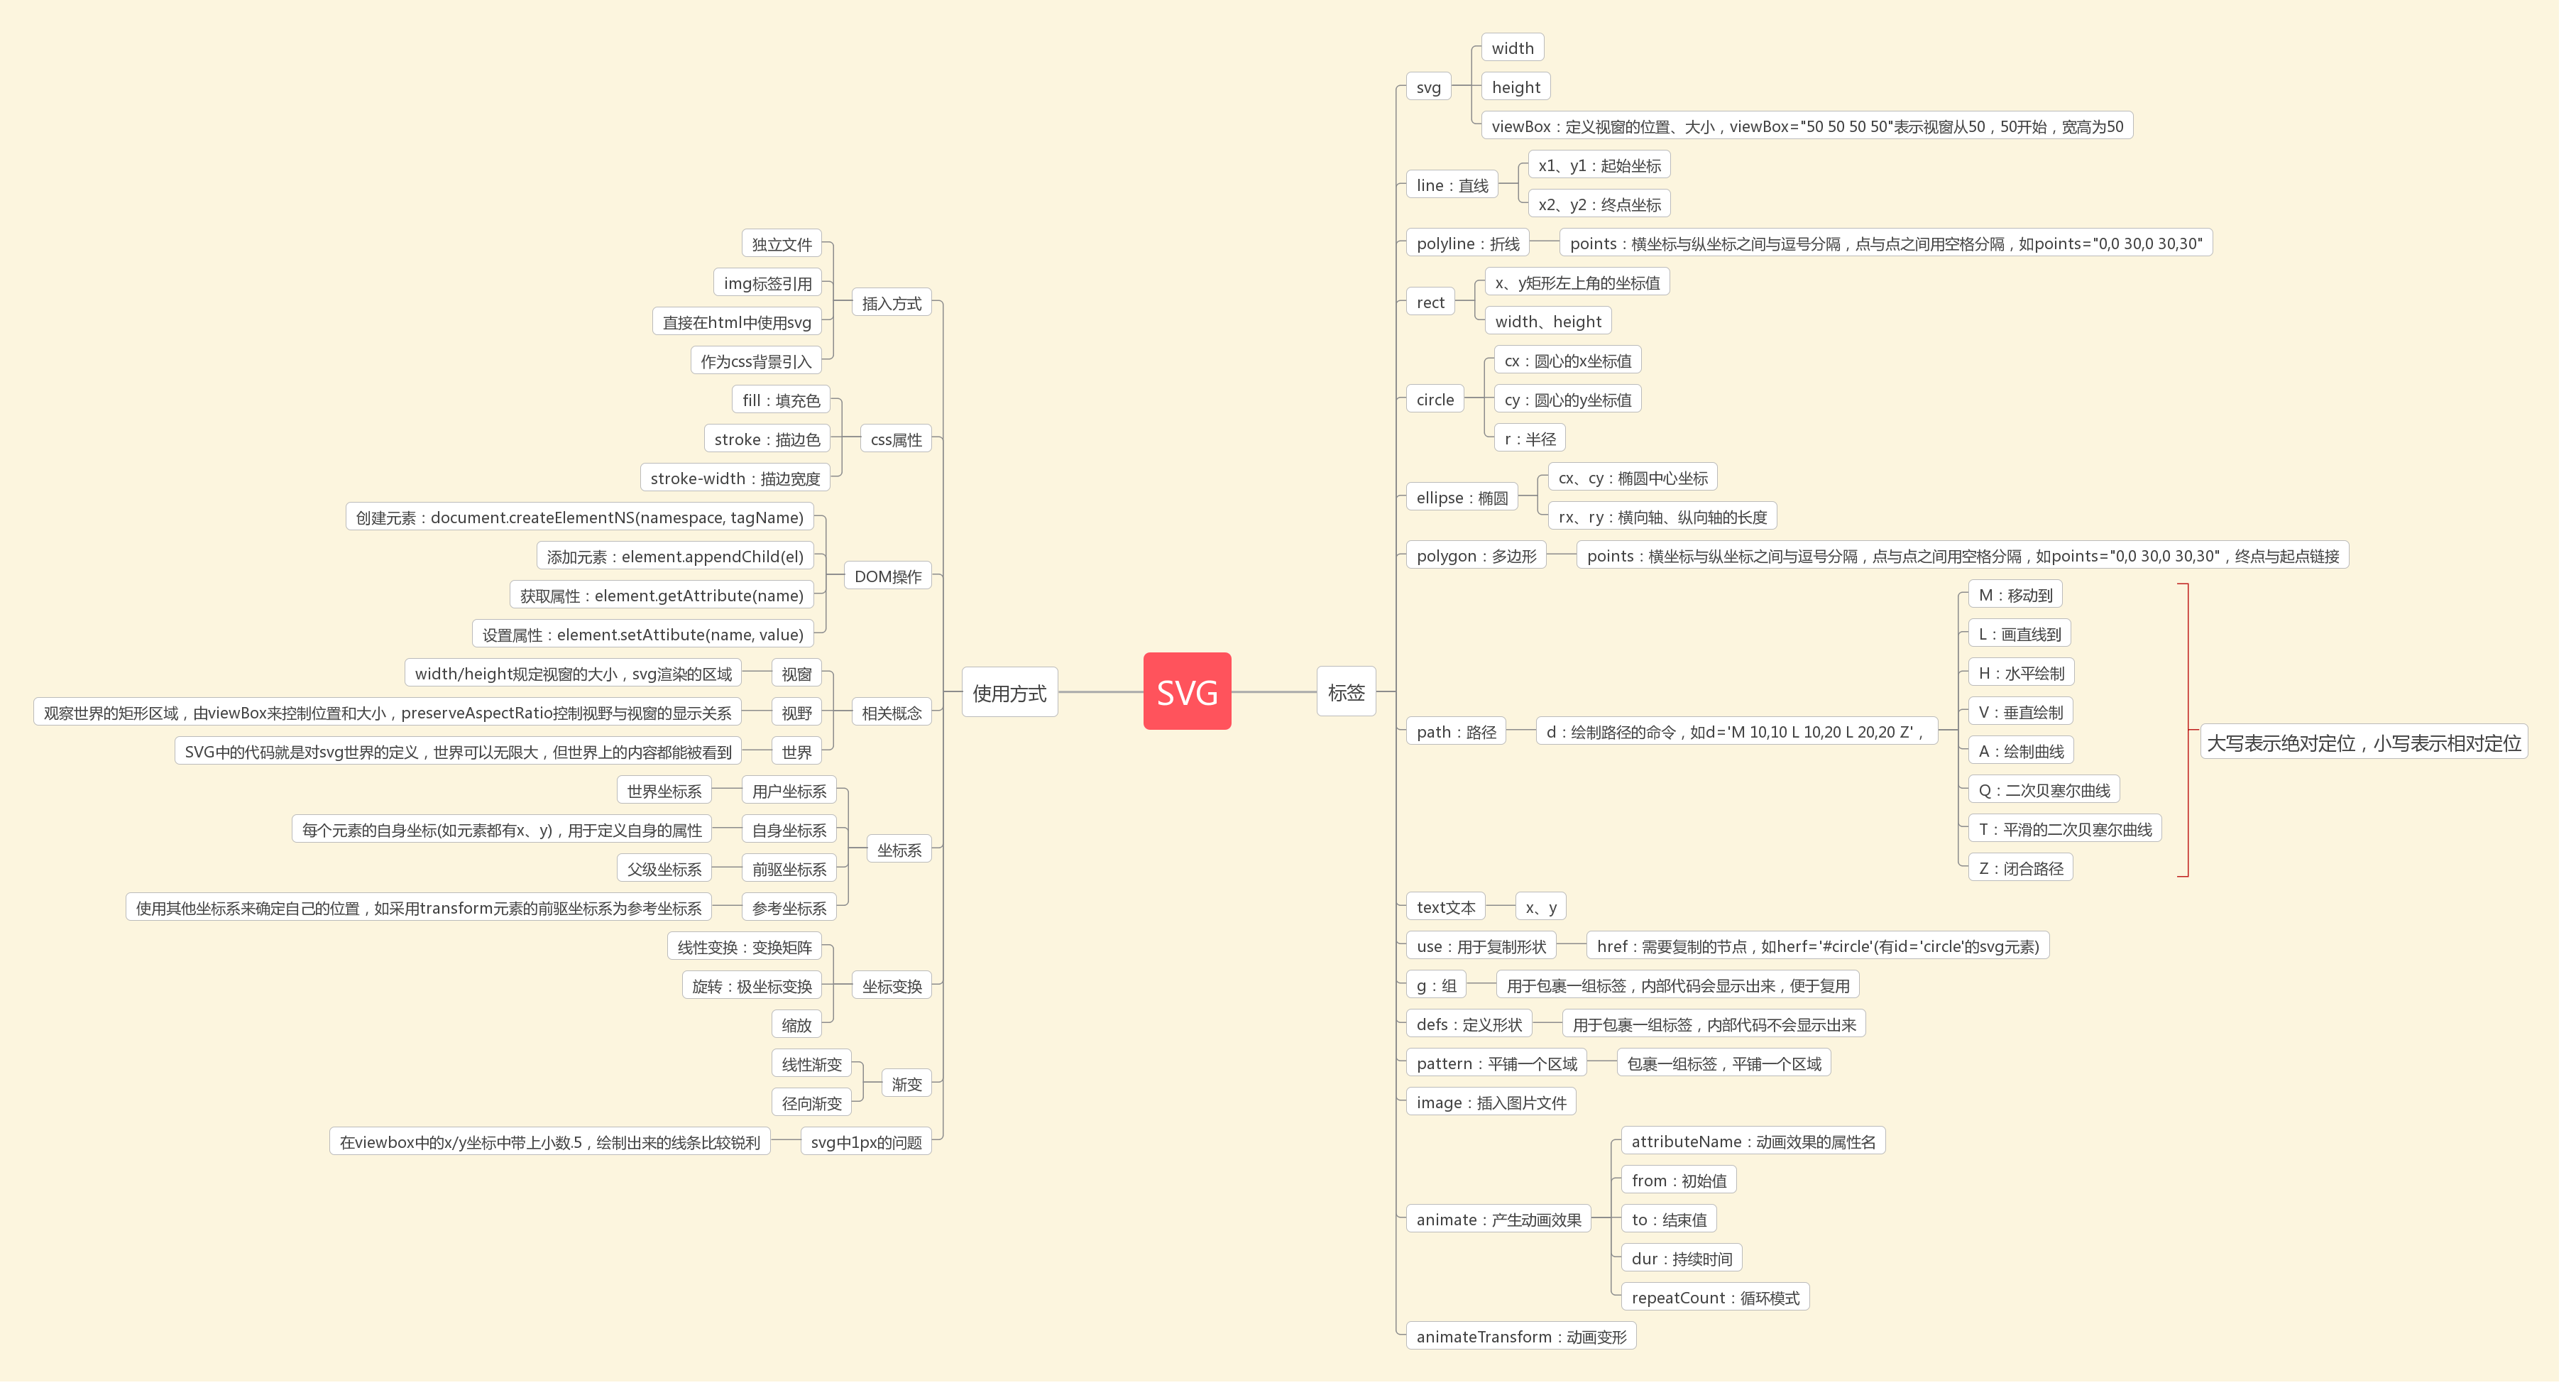 SVG
使用方式
插入方式
独立文件
img标签引用
直接在html中使用svg
作为css背景引入
css属性
fill：填充色
stroke：描边色
stroke-width：描边宽度
DOM操作
创建元素：document.createElementNS(namespace, tagName)
添加元素：element.appendChild(el)
获取属性：element.getAttribute(name)
设置属性：element.setAttibute(name, value)
相关概念
视窗
width/height规定视窗的大小，svg渲染的区域
视野
观察世界的矩形区域，由viewBox来控制位置和大小，preserveAspectRatio控制视野与视窗的显示关系
世界
SVG中的代码就是对svg世界的定义，世界可以无限大，但世界上的内容都能被看到
坐标系
用户坐标系
世界坐标系
自身坐标系
每个元素的自身坐标(如元素都有x、y)，用于定义自身的属性
前驱坐标系
父级坐标系
参考坐标系
使用其他坐标系来确定自己的位置，如采用transform元素的前驱坐标系为参考坐标系
坐标变换
线性变换：变换矩阵
旋转：极坐标变换
缩放
渐变
线性渐变
径向渐变
svg中1px的问题
在viewbox中的x/y坐标中带上小数.5，绘制出来的线条比较锐利
标签
svg
width
height
viewBox：定义视窗的位置、大小，viewBox="50 50 50 50"表示视窗从50，50开始，宽高为50
line：直线
x1、y1：起始坐标
x2、y2：终点坐标
polyline：折线
points：横坐标与纵坐标之间与逗号分隔，点与点之间用空格分隔，如points="0,0 30,0 30,30"
rect
x、y矩形左上角的坐标值
width、height
circle
cx：圆心的x坐标值
cy：圆心的y坐标值
r：半径
ellipse：椭圆
cx、cy：椭圆中心坐标
rx、ry：横向轴、纵向轴的长度
polygon：多边形
points：横坐标与纵坐标之间与逗号分隔，点与点之间用空格分隔，如points="0,0 30,0 30,30"，终点与起点链接
path：路径
d：绘制路径的命令，如d='M 10,10 L 10,20 L 20,20 Z'，
M：移动到
L：画直线到
H：水平绘制
V：垂直绘制
A：绘制曲线
Q：二次贝塞尔曲线
T：平滑的二次贝塞尔曲线
Z：闭合路径
大写表示绝对定位，小写表示相对定位
text文本
x、y
use：用于复制形状
href：需要复制的节点，如herf='#circle'(有id='circle'的svg元素)
g：组
用于包裹一组标签，内部代码会显示出来，便于复用
defs：定义形状
用于包裹一组标签，内部代码不会显示出来
pattern：平铺一个区域
包裹一组标签，平铺一个区域
image：插入图片文件
animate：产生动画效果
attributeName：动画效果的属性名
from：初始值
to：结束值
dur：持续时间
repeatCount：循环模式
animateTransform：动画变形